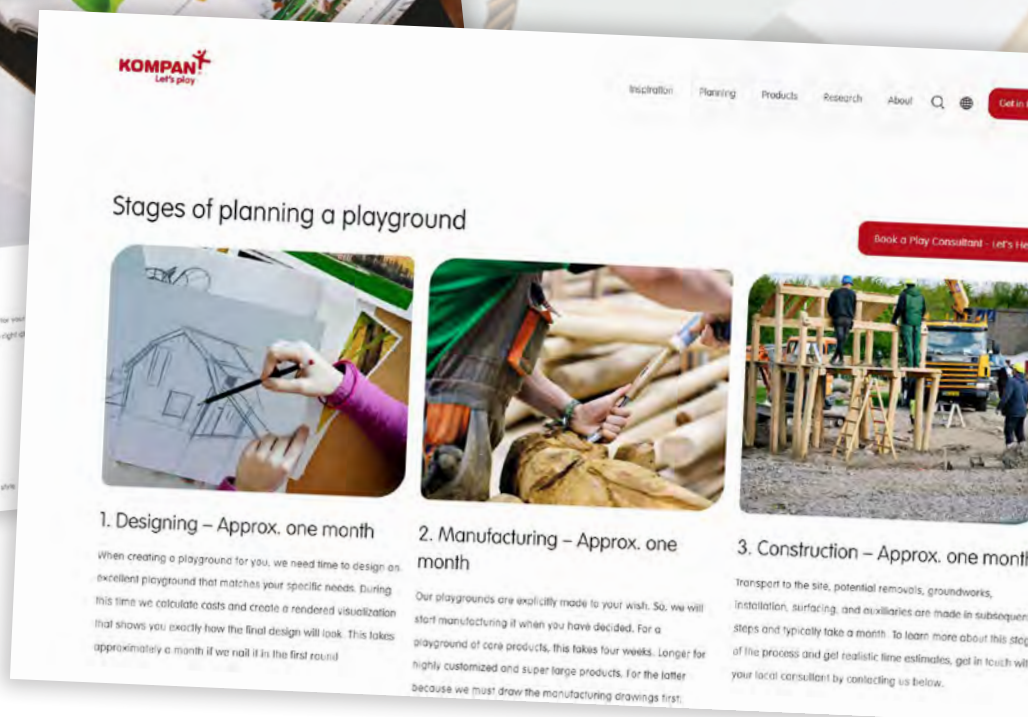 KOMPAN
Let's play
Inspiration Planning Products Research About
Get in
Stages of planning a playground
Book a Play Consultant - Let's He
1. Designing – Approx. one month
When creating a playground for you, we need time to design an
excellent playground that matches your specific needs. During
this time we calculate costs and create a rendered visualization
that shows you exactly how the final design will look. This takes
approximately a month if we nail it in the first round
2. Manufacturing – Approx. one
month
Our playgrounds are explicitly made to your wish. So, we will
start manufacturing it when you have decided. For a
playground of core products, this takes four weeks. Longer for
highly customized and super large products. For the latter
because we must draw the manufacturing drawings first.
3. Construction – Approx. one month
Transport to the site, potential removals, groundworks,
installation, surfacing, and auxiliaries are made in subsequen
steps and typically take a month. To learn more about this step
of the process and get realistic time estimates, get in touch wit
your local consultant by contacting us below.